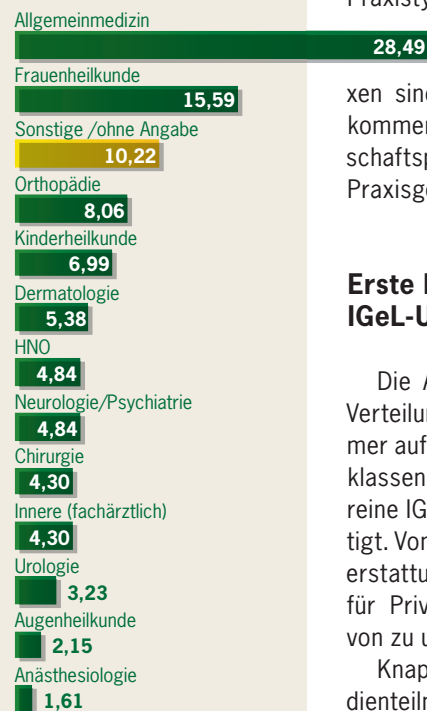 Allgemeinmedizin
28,49
Frauenheilkunde
15,59
Sonstige /ohne Angabe
10,22
Orthopädie
8,06
Kinderheilkunde
6,99
Dermatologie
5,38
HNO
4,84
Neurologie/Psychiatrie
4,84
Chirurgie
4,30
Innere (fachärztlich)
4,30
Urologie
3,23
Augenheilkunde
2,15
Anästhesiologie
1,61
xen sin
kommer
schaftsp
Praxisge
Erste
IGeL-U
Die A
Verteilun
mer auf
klassen
reine IG
tigt. Vor
erstattu
für Priv
von zu u
Knap
dienteiln